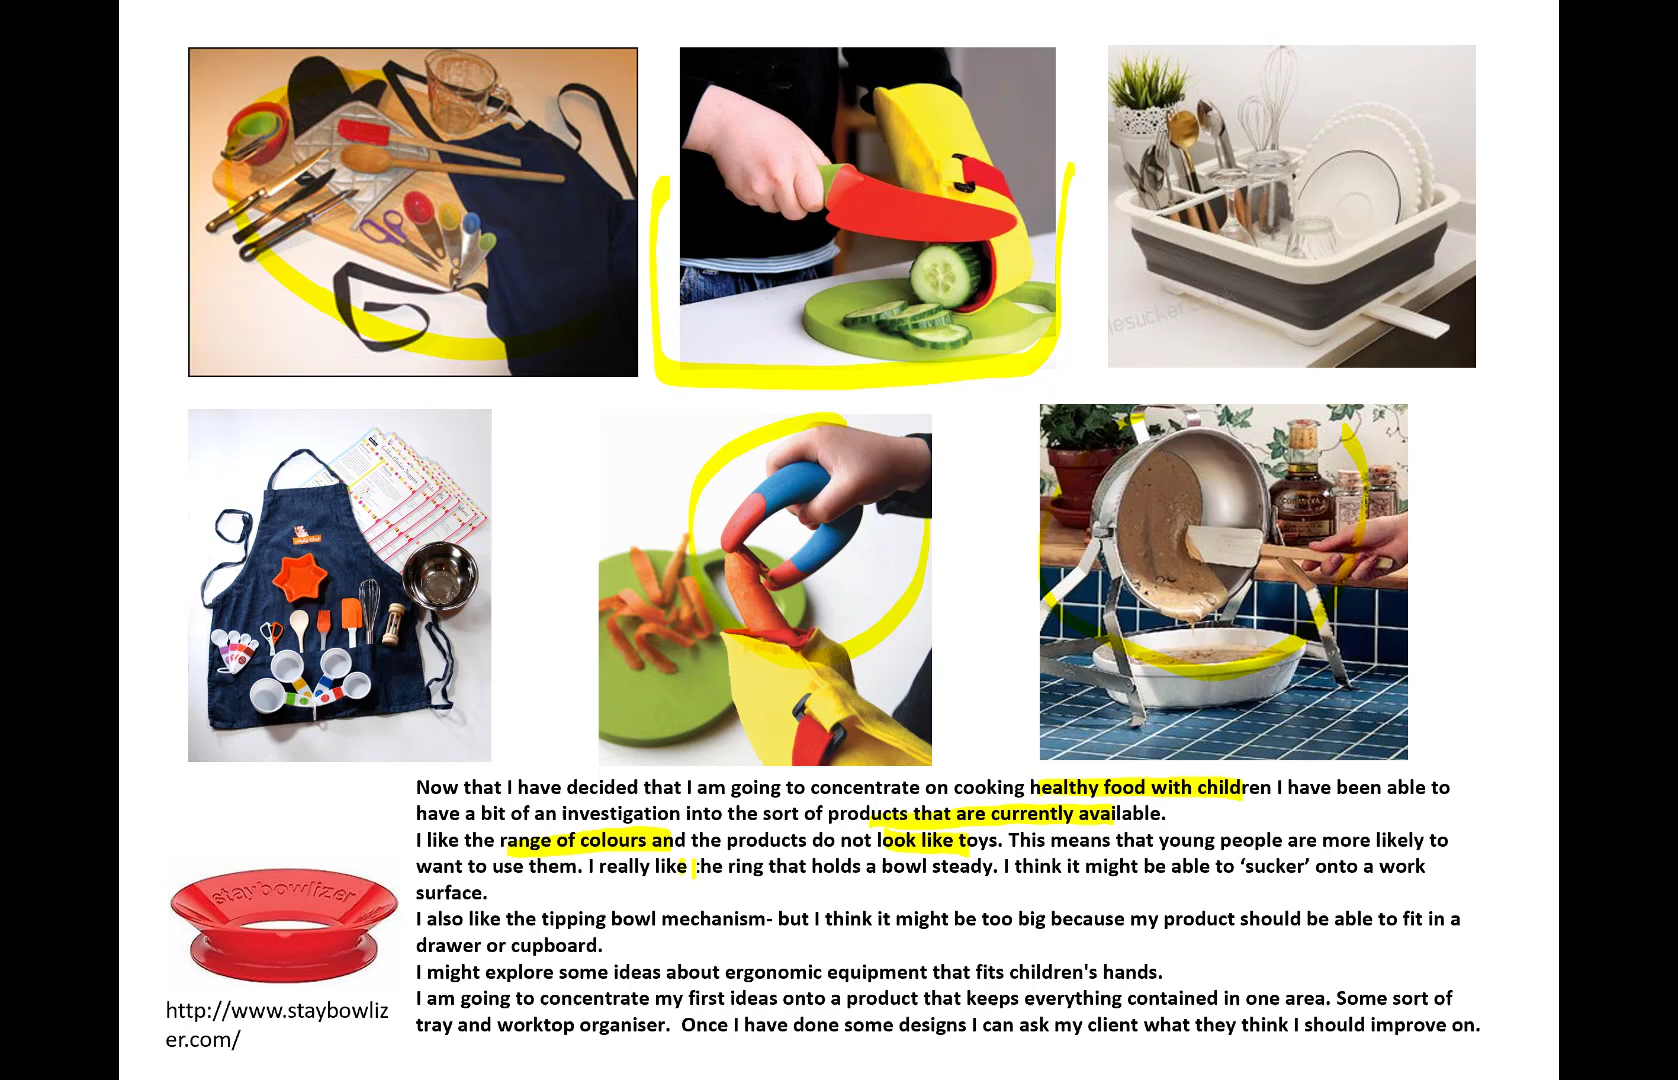 esucker
Now that I have decided that I am going to concentrate on cooking healthy food with children I have been able to
have a bit of an investigation into the sort of products that are currently available.
I like the range of colours and the products do not look like toys. This means that young people are more likely to
want to use them. I really like the ring that holds a bowl steady. I think it might be able to ‘sucker’ onto a work
surface.
I also like the tipping bowl mechanism- but I think it might be too big because my product should be able to fit in a
drawer or cupboard.
I might explore some ideas about ergonomic equipment that fits children's hands.
I am going to concentrate my first ideas onto a product that keeps everything contained in one area. Some sort of
tray and worktop organiser.  Once I have done some designs I can ask my client what they think I should improve on.
staybowlizer
http://www.staybowliz
er.com/